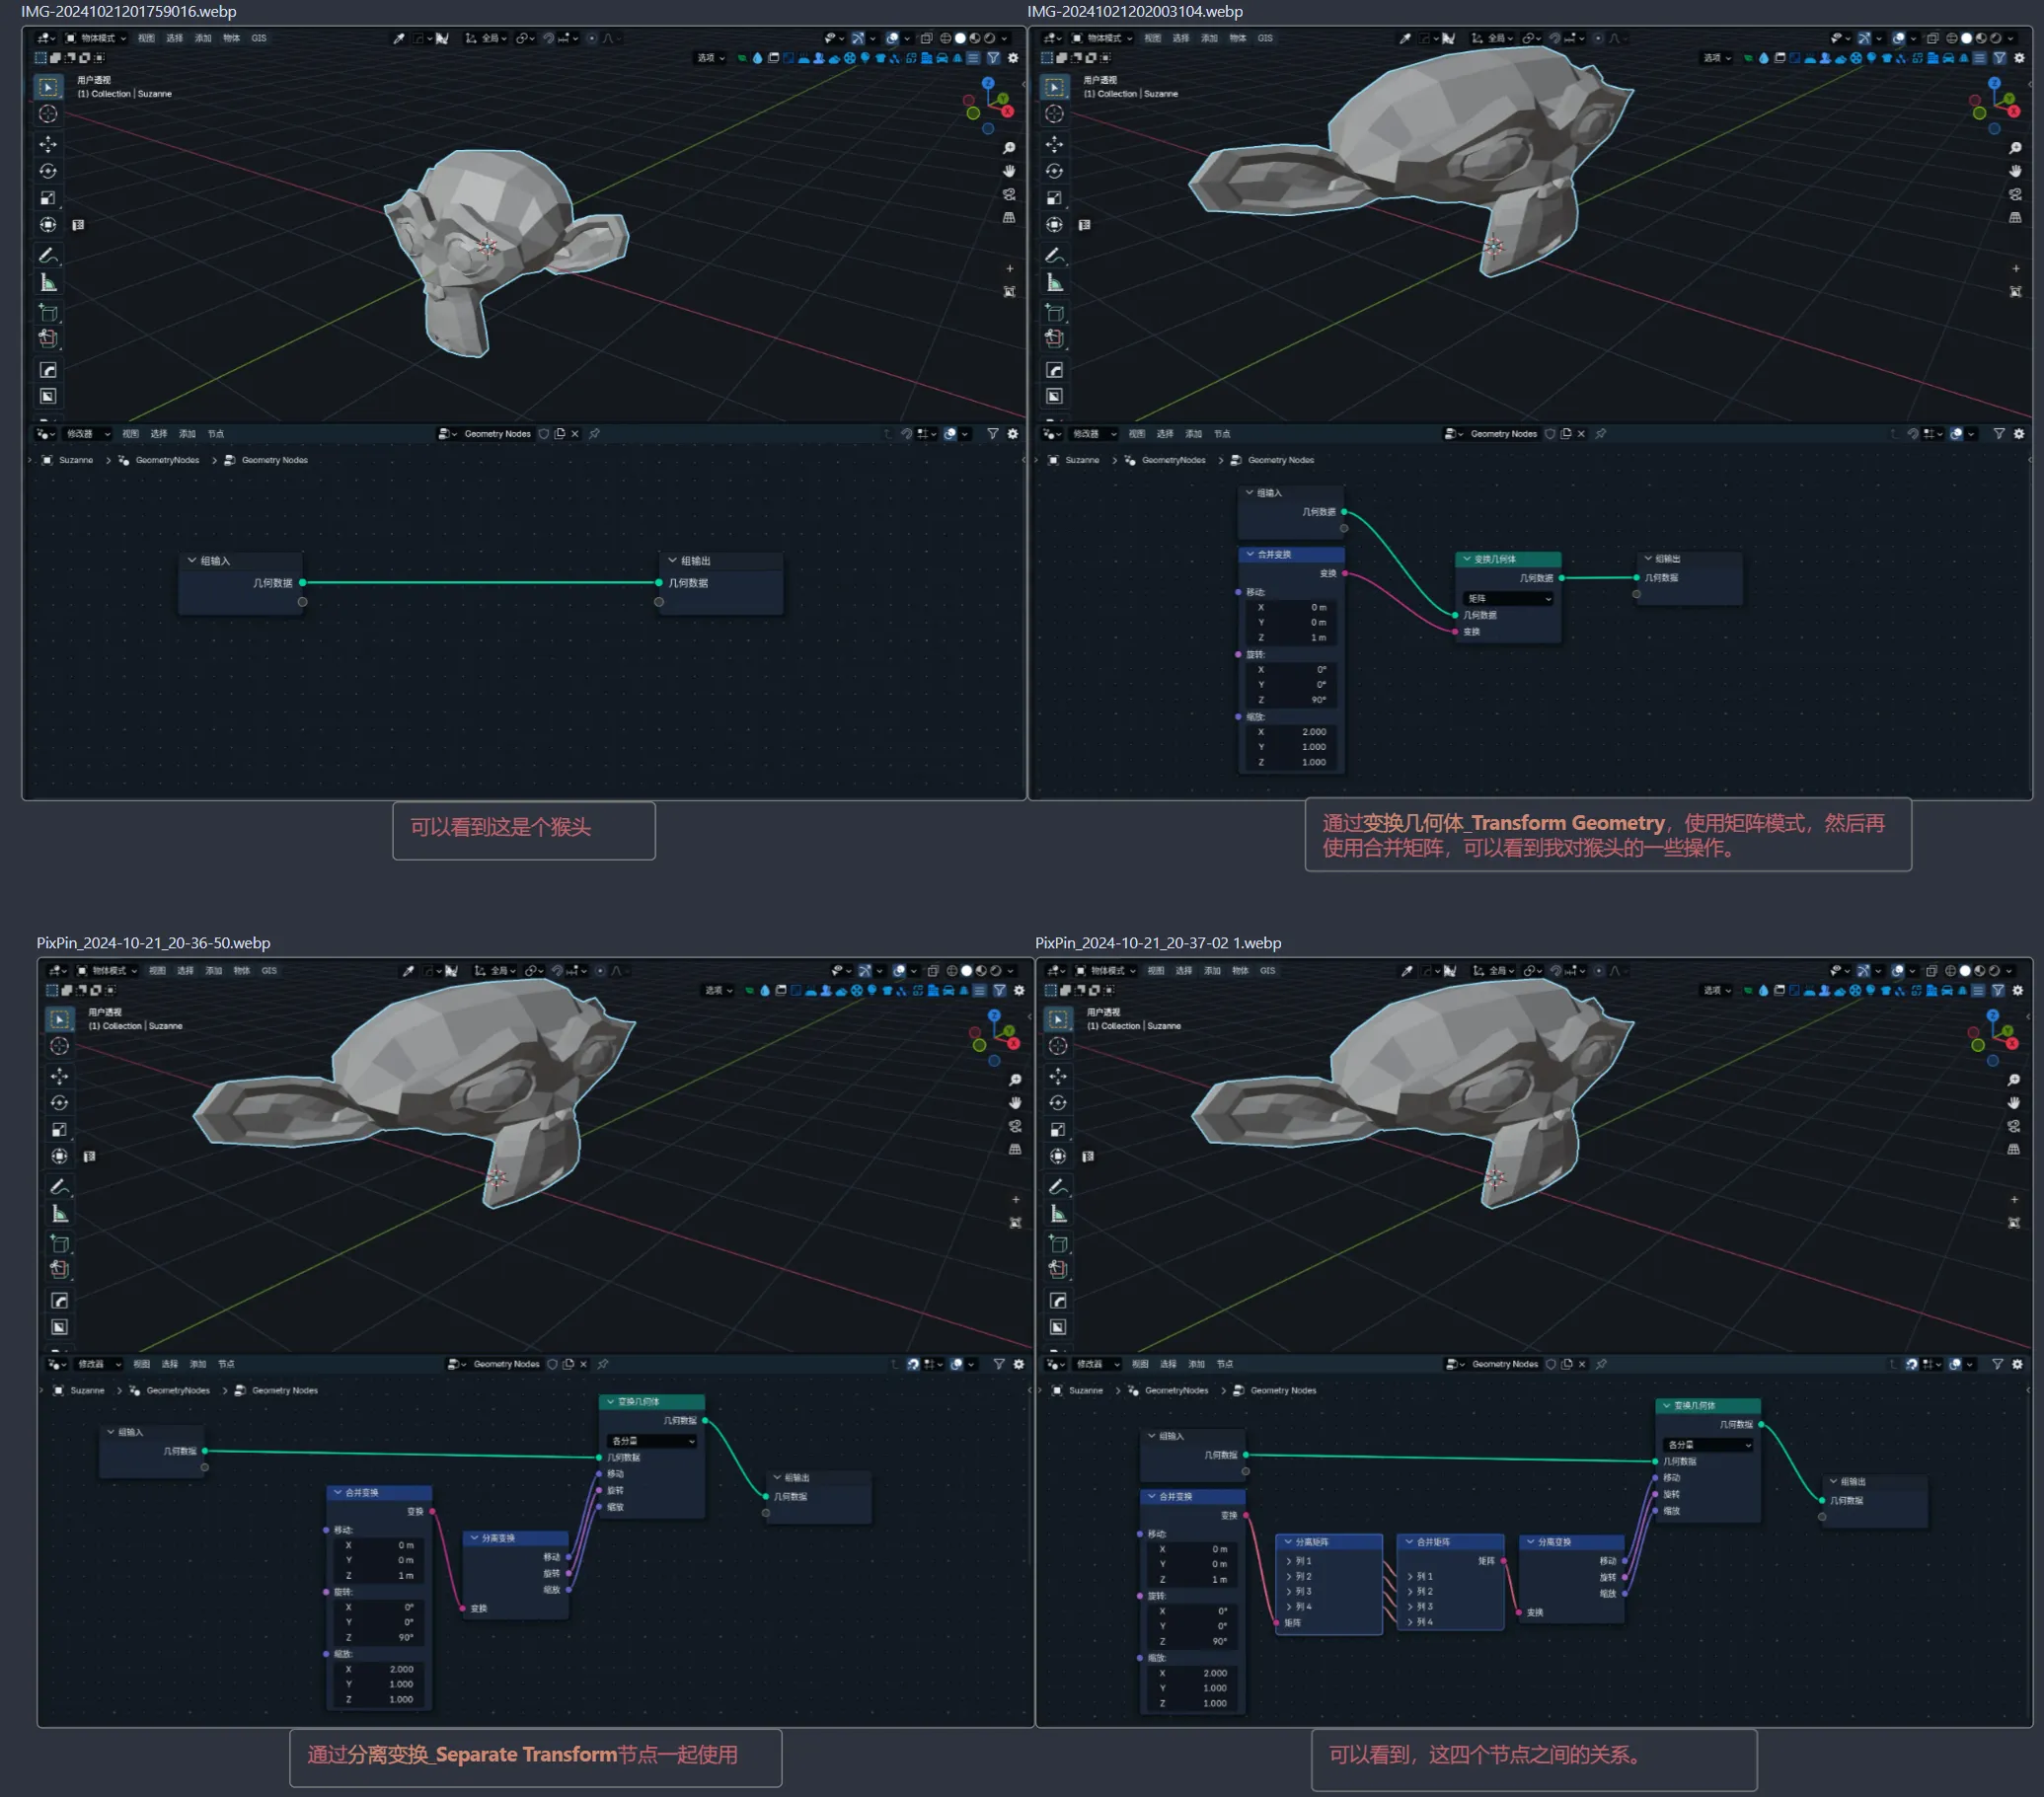 IMG-20241021201759016.webp
物体模式 视图 选择 添加 物体 GIS
全局
选项
用户透视
(1) Collection | Suzanne
修改器 视图 选择 添加 节点
Geometry Nodes
Suzanne > GeometryNodes > Geometry Nodes
组输入
几何数据
组输出
几何数据
可以看到这是个猴头
IMG-20241021202003104.webp
物体模式 视图 选择 添加 物体 GIS
全局
选项
用户透视
(1) Collection | Suzanne
修改器 视图 选择 添加 节点
Geometry Nodes
Suzanne > GeometryNodes > Geometry Nodes
组输入
几何数据
合并变换
变换
移动:
X 0 m
Y 0 m
Z 1 m
旋转:
X 0°
Y 0°
Z 90°
缩放:
X 2.000
Y 1.000
Z 1.000
变换几何体
几何数据
矩阵
几何数据
变换
组输出
几何数据
通过变换几何体_Transform Geometry，使用矩阵模式，然后再
使用合并矩阵，可以看到我对猴头的一些操作。
PixPin_2024-10-21_20-36-50.webp
物体模式 视图 选择 添加 物体 GIS
全局
选项
用户透视
(1) Collection | Suzanne
修改器 视图 选择 添加 节点
Geometry Nodes
Suzanne > GeometryNodes > Geometry Nodes
组输入
几何数据
合并变换
变换
移动:
X 0 m
Y 0 m
Z 1 m
旋转:
X 0°
Y 0°
Z 90°
缩放:
X 2.000
Y 1.000
Z 1.000
分离变换
移动
旋转
缩放
变换
变换几何体
几何数据
各分量
几何数据
移动
旋转
缩放
组输出
几何数据
通过分离变换_Separate Transform节点一起使用
PixPin_2024-10-21_20-37-02 1.webp
物体模式 视图 选择 添加 物体 GIS
全局
选项
用户透视
(1) Collection | Suzanne
修改器 视图 选择 添加 节点
Geometry Nodes
Suzanne > GeometryNodes > Geometry Nodes
组输入
几何数据
合并变换
变换
移动:
X 0 m
Y 0 m
Z 1 m
旋转:
X 0°
Y 0°
Z 90°
缩放:
X 2.000
Y 1.000
Z 1.000
分离矩阵
列 1
列 2
列 3
列 4
矩阵
合并矩阵
矩阵
列 1
列 2
列 3
列 4
分离变换
移动
旋转
缩放
变换
变换几何体
几何数据
各分量
几何数据
移动
旋转
缩放
组输出
几何数据
可以看到，这四个节点之间的关系。